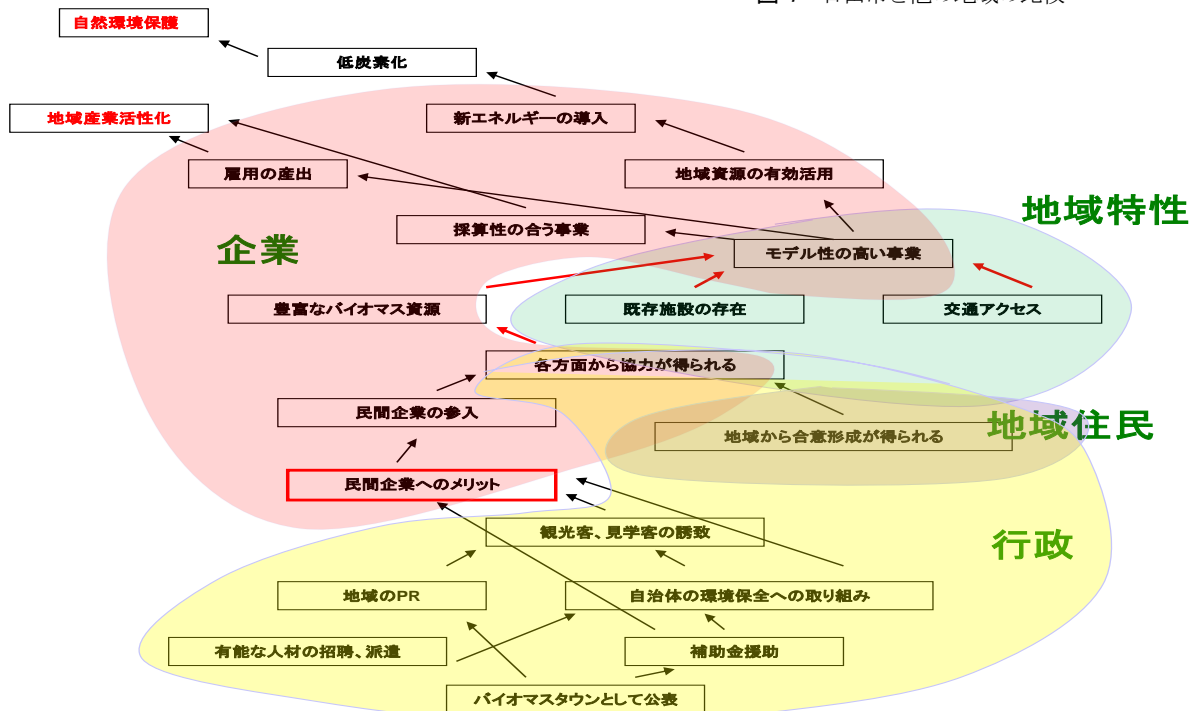 自然環境保護
低炭素化
地域産業活性化
新エネルギーの導入
雇用の産出
地域資源の有効活用
地域特性
採算性の合う事業
企業
モデル性の高い事業
豊富なバイオマス資源
既存施設の存在
交通アクセス
各方面から協力が得られる
民間企業の参入
地域住民
地域から合意形成が得られる
民間企業へのメリット
観光客、見学客の誘致
行政
地域のPR
自治体の環境保全への取り組み
有能な人材の招聘、派遣
補助金援助
バイオマスタウンとして公表